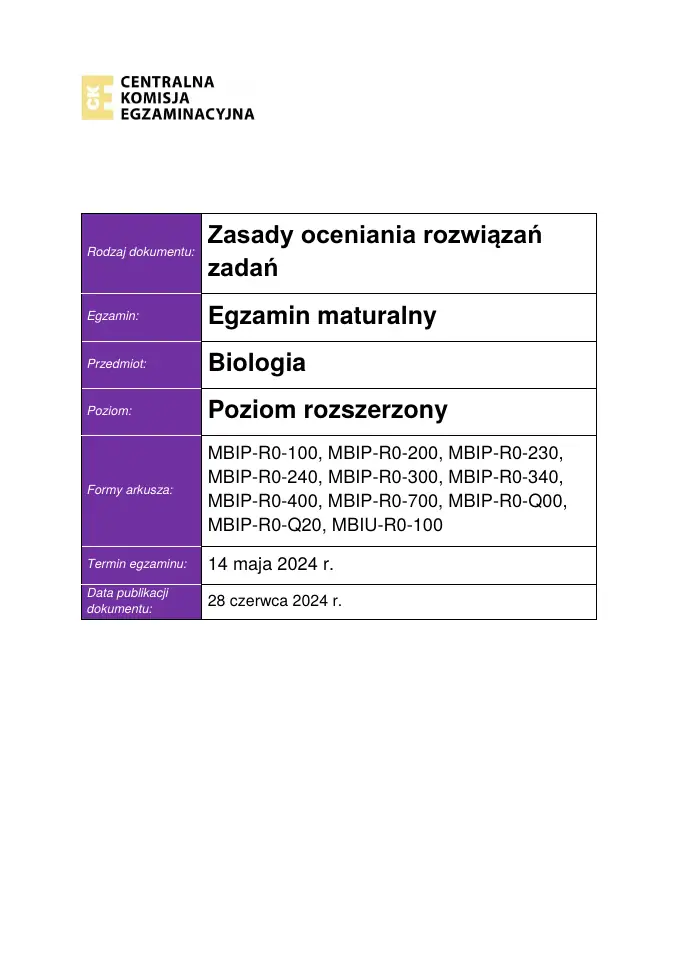 CKE
CENTRALNA
KOMISJA
EGZAMINACYJNA
Rodzaj dokumentu:
Zasady oceniania rozwiązań
zadań
Egzamin:
Egzamin maturalny
Przedmiot:
Biologia
Poziom:
Poziom rozszerzony
Formy arkusza:
MBIP-R0-100, MBIP-R0-200, MBIP-R0-230,
MBIP-R0-240, MBIP-R0-300, MBIP-R0-340,
MBIP-R0-400, MBIP-R0-700, MBIP-R0-Q00,
MBIP-R0-Q20, MBIU-R0-100
Termin egzaminu:
14 maja 2024 r.
Data publikacji
dokumentu:
28 czerwca 2024 r.